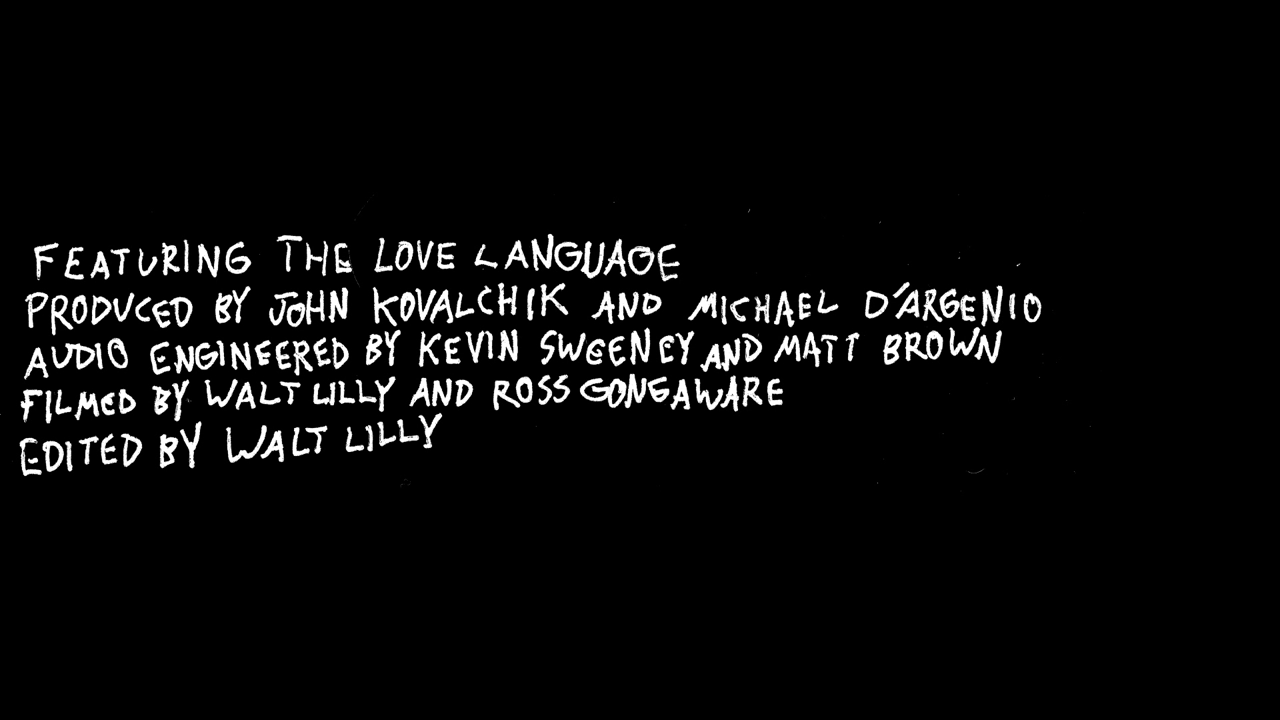 FEATURING THE LOVE LANGUAGE
PRODUCED BY JOHN KOVALCHIK AND MICHAEL D'ARGENIO
AUDIO ENGINEERED BY KEVIN SWEENEY AND MATT BROWN
FILMED BY WALT LILLY AND ROSS GONGAWARE
EDITED BY WALT LILLY